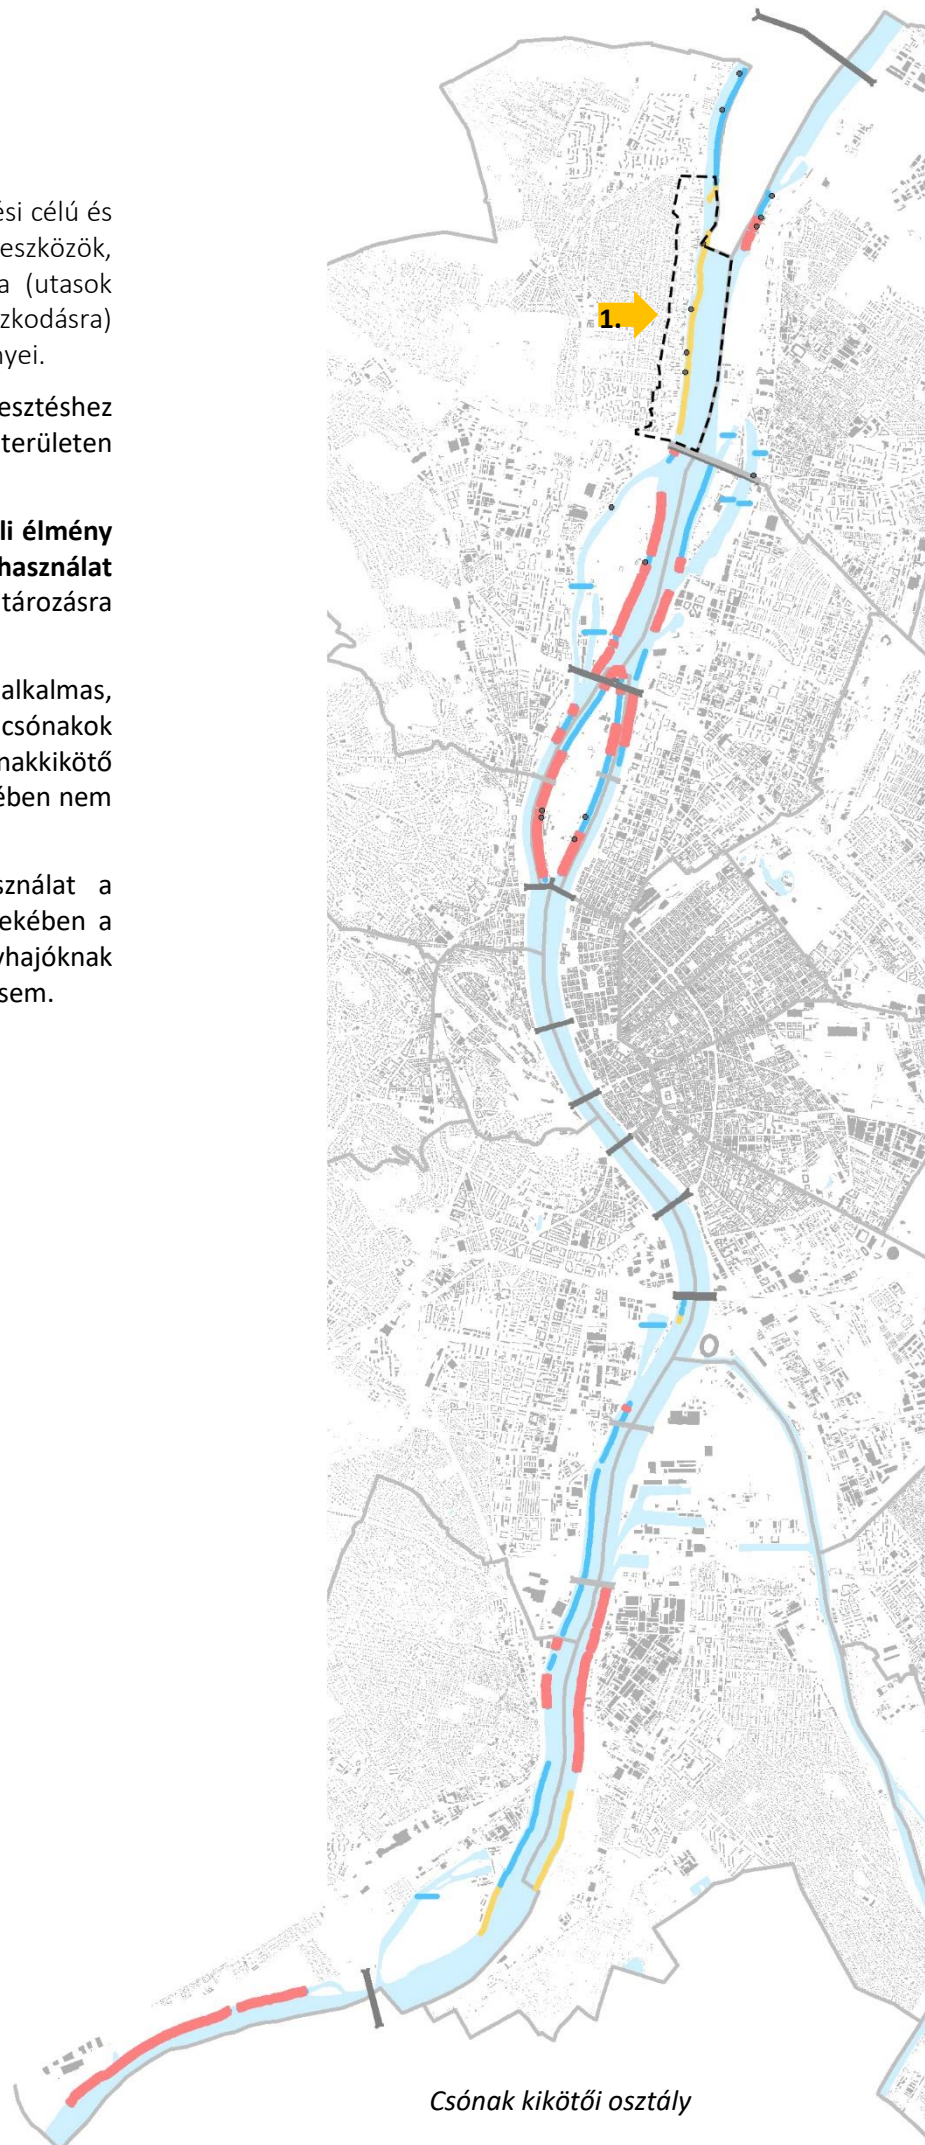 ési célú és
eszközök,
a (utasok
zkodásra)
nyei.
esztéshez
területen
li élmény
használat
tározásra
alkalmas,
csónakok
nakkikötő
ében nem
sználat a
ekében a
yhajóknak
sem.
1.
Csónak kikötői osztály